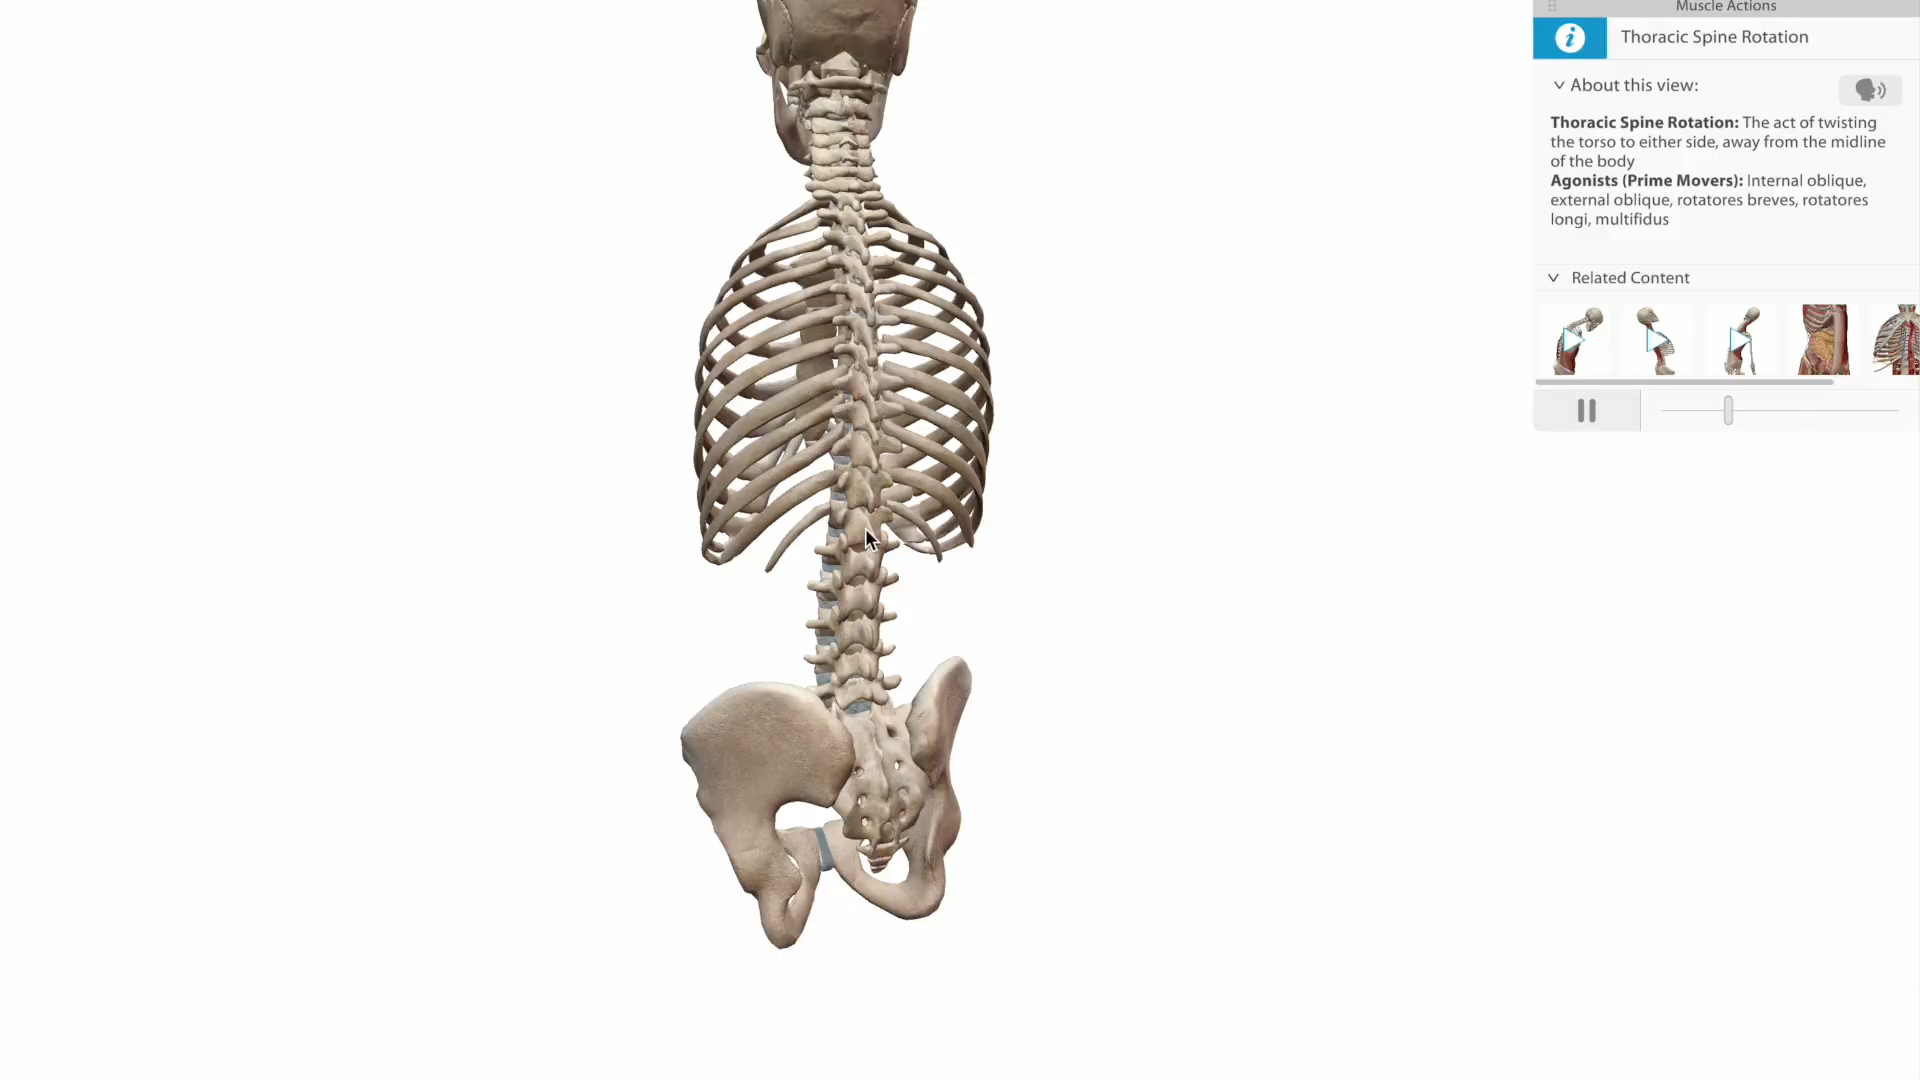 Muscle Actions
Thoracic Spine Rotation
About this view:
Thoracic Spine Rotation: The act of twisting
the torso to either side, away from the midline
of the body
Agonists (Prime Movers): Internal oblique,
external oblique, rotatores breves, rotatores
longi, multifidus
Related Content